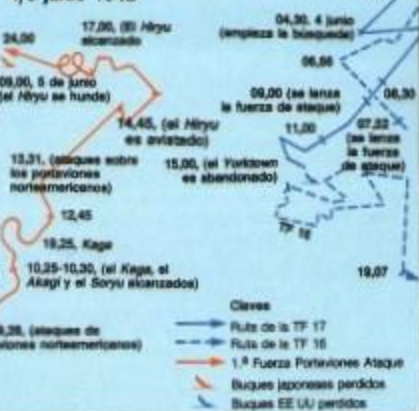 junio 1942
24,00
17,00, (El Hiryu
alcanzado)
09,00, 5 de junio
(el Hiryu se hunde)
14,45, (el Hiryu
es avistado)
13,31, (ataques sobre
los portaviones
norteamericanos)
12,45
19,25, Kaga
10,25-10,30, (el Kaga, el
Akagi y el Soryu alcanzados)
(ataques de
viones norteamericanos)
04,30, 4 junio
(empieza la búsqueda)
06,30
09,00 (se lanza
la fuerza de ataque)
11,00
07,52
(se lanza
la fuerza
de ataque)
15,00, (el Yorktown
es abandonado)
TF 16
19,07
Claves
Ruta de la TF 17
Ruta de la TF 16
1.ª Fuerza Portaviones Ataque
Buques japoneses perdidos
Buques EE UU perdidos